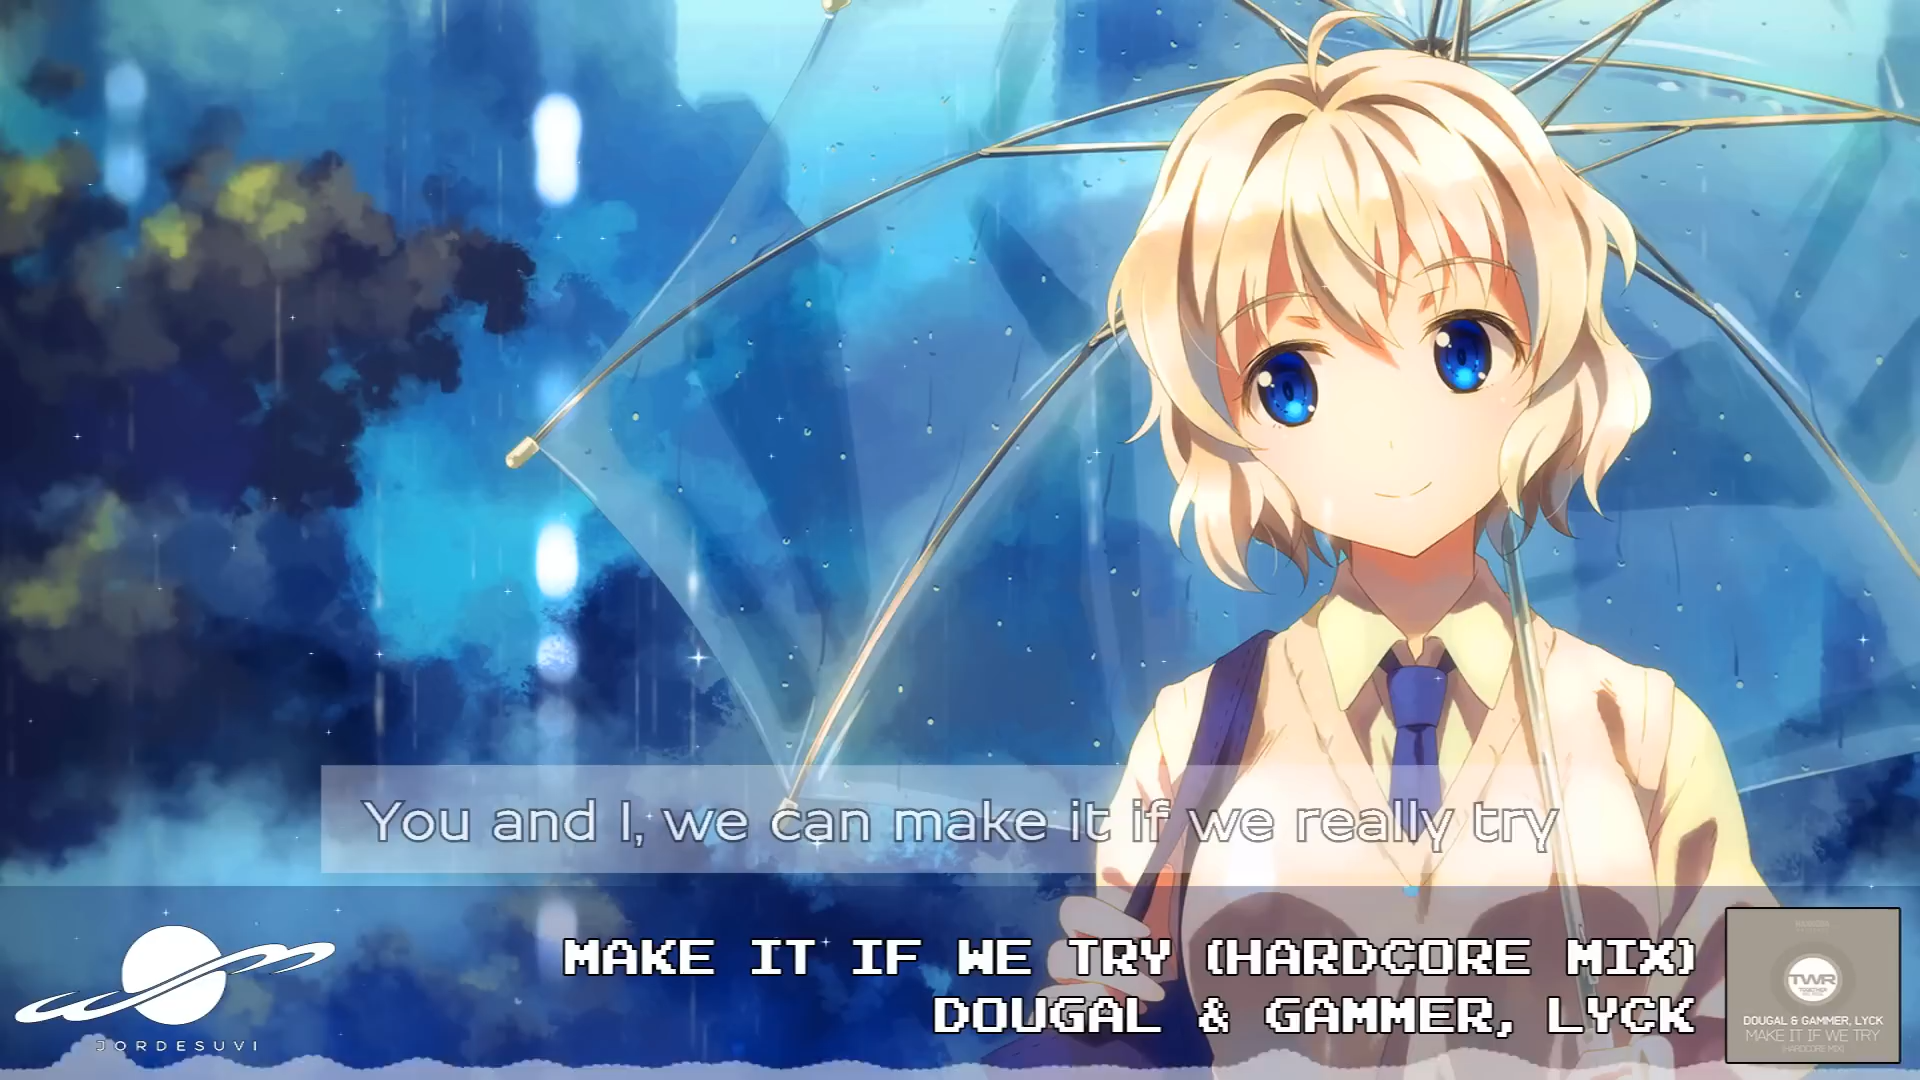 You and I, we can make it if we really try
MAKE IT IF WE TRY (HARDCORE MIX)
DOUGAL & GAMMER, LYCK
JORDESUVI
TWR
TOGETHER
DOUGAL & GAMMER, LYCK
MAKE IT IF WE TRY
(HARDCORE MIX)